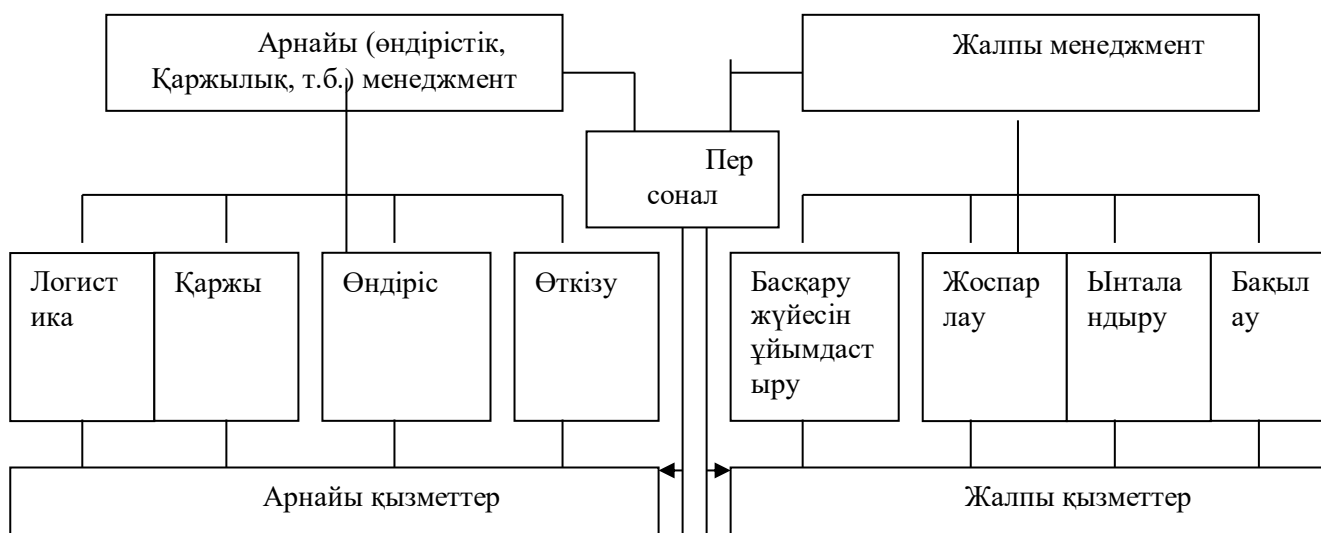 Арнайы (өндірістік,
Қаржылық, т.б.) менеджмент
Жалпы менеджмент
Пер
сонал
Логист
ика
Қаржы
Өндіріс
Өткізу
Басқару
жүйесін
ұйымдаст
ыру
Жоспар
лау
Ынтала
ндыру
Бақыл
ау
Арнайы қызметтер
Жалпы қызметтер